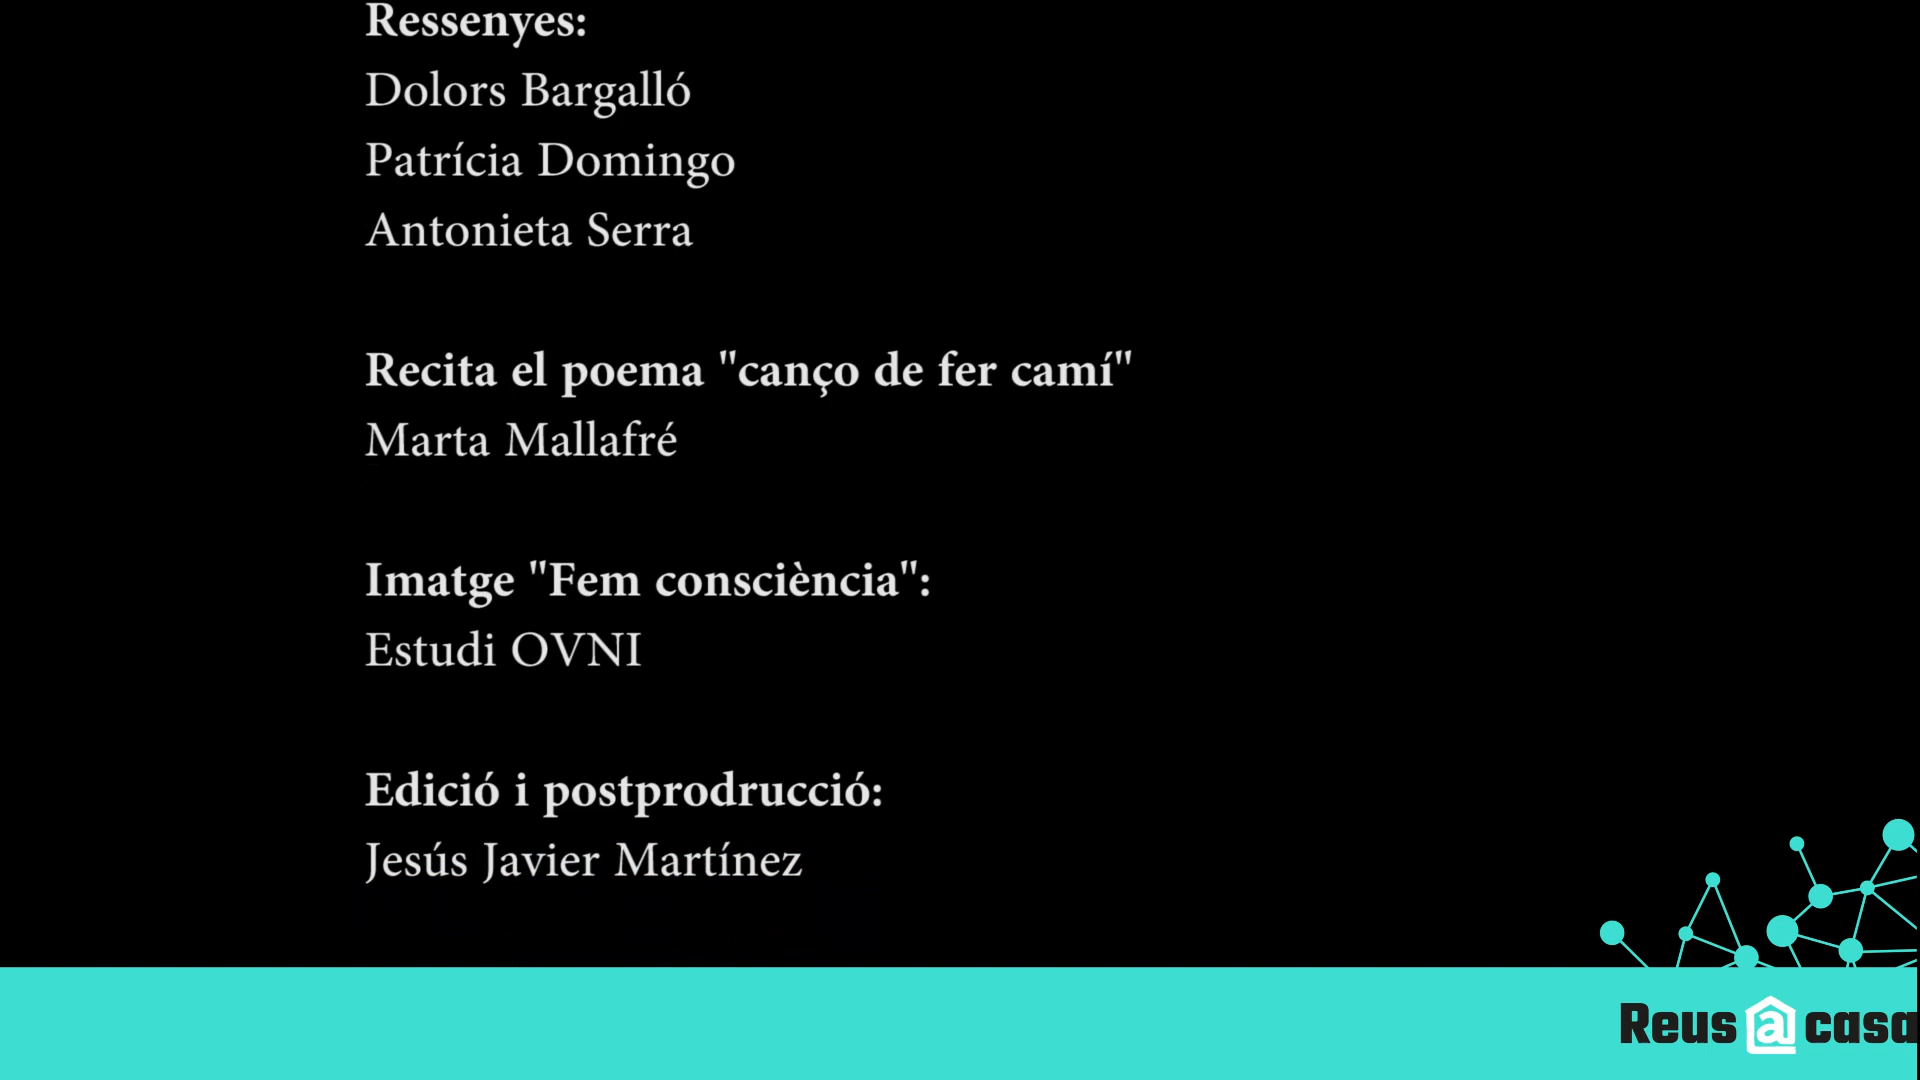 Ressenyes:
Dolors Bargalló
Patrícia Domingo
Antonieta Serra
Recita el poema "canço de fer camí"
Marta Mallafré
Imatge "Fem consciència":
Estudi OVNI
Edició i postprodrucció:
Jesús Javier Martínez
Reus a casa